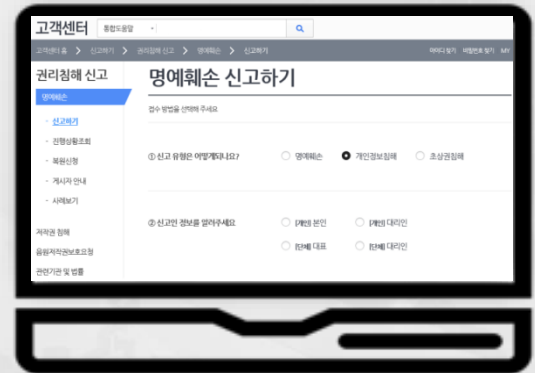 고객센터 통합도움말
고객센터 홈 > 신고하기 > 권리침해 신고 > 명예훼손 > 신고하기 아이디 찾기 비밀번호 찾기 MY
권리침해 신고
명예훼손
- 신고하기
- 진행상황조회
- 복원신청
- 게시자 안내
- 사례보기
저작권 침해
음원저작권보호요청
관련기관 및 법률
명예훼손 신고하기
접수 방법을 선택해 주세요
① 신고 유형은 어떻게되나요? 명예훼손 개인정보침해 초상권침해
② 신고인 정보를 알려주세요 [개인] 본인 [개인] 대리인
[단체] 대표 [단체] 대리인